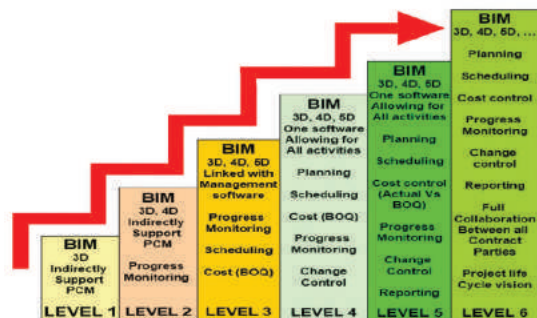 BIM
3D
Indirectly
Support
PCM
LEVEL 1
BIM
3D, 4D
Indirectly
Support
PCM
Progress
Monitoring
LEVEL 2
BIM
3D, 4D, 5D
Linked with
Management
software
Progress
Monitoring
Scheduling
Cost (BOQ)
LEVEL 3
BIM
3D, 4D, 5D
One software
Allowing for
All activities
Planning
Scheduling
Cost (BOQ)
Progress
Monitoring
Change
Control
LEVEL 4
BIM
3D, 4D, 5D
One software
Allowing for
All activities
Planning
Scheduling
Cost control
(Actual Vs
BOQ)
Progress
Monitoring
Change
Control
Reporting
LEVEL 5
BIM
3D, 4D, 5D, ...
Planning
Scheduling
Cost control
Progress
Monitoring
Change
control
Reporting
Full
Collaboration
Between all
Contract
Parties
Project life
Cycle vision
LEVEL 6